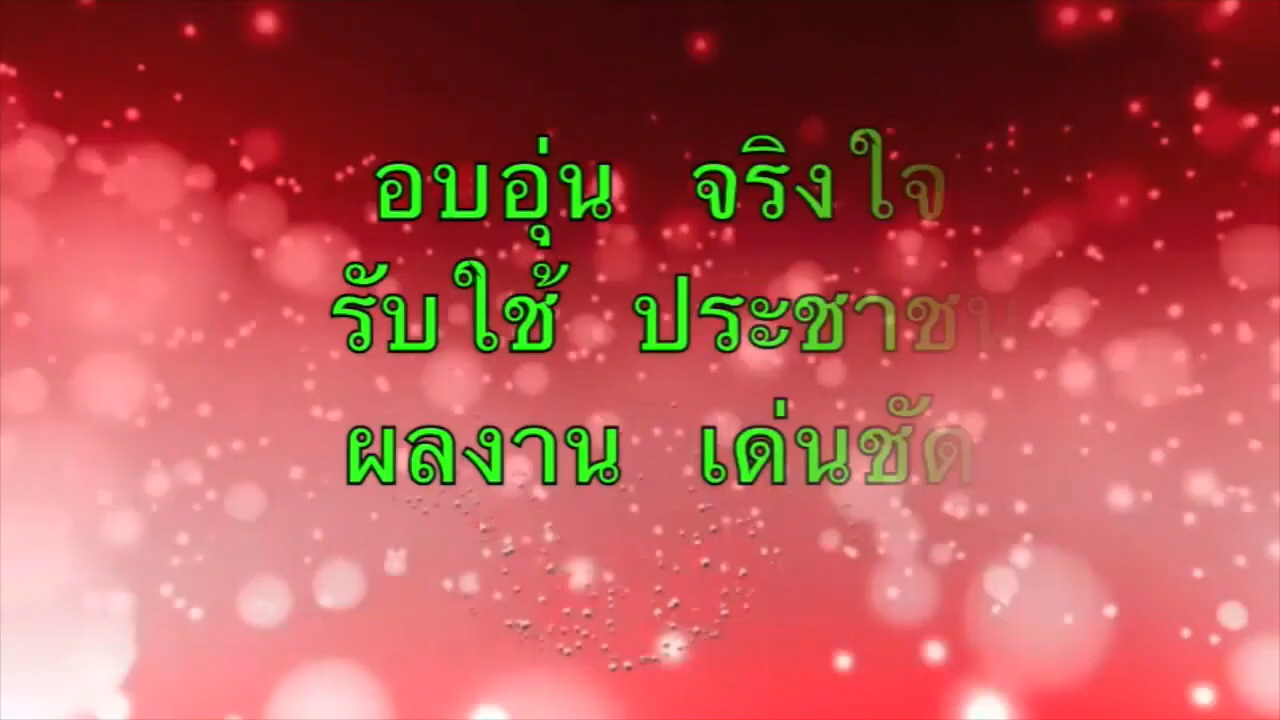 อบอุ่น จริงใจ
รับใช้ ประชาชน
ผลงาน เด่นชัด